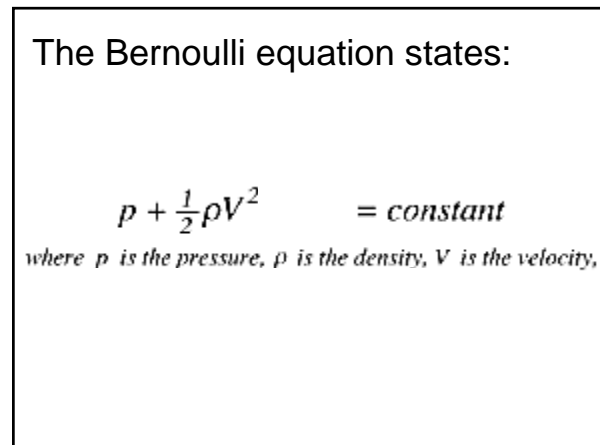 The Bernoulli equation states:
p + ½ρV² = constant
where p is the pressure, ρ is the density, V is the velocity,